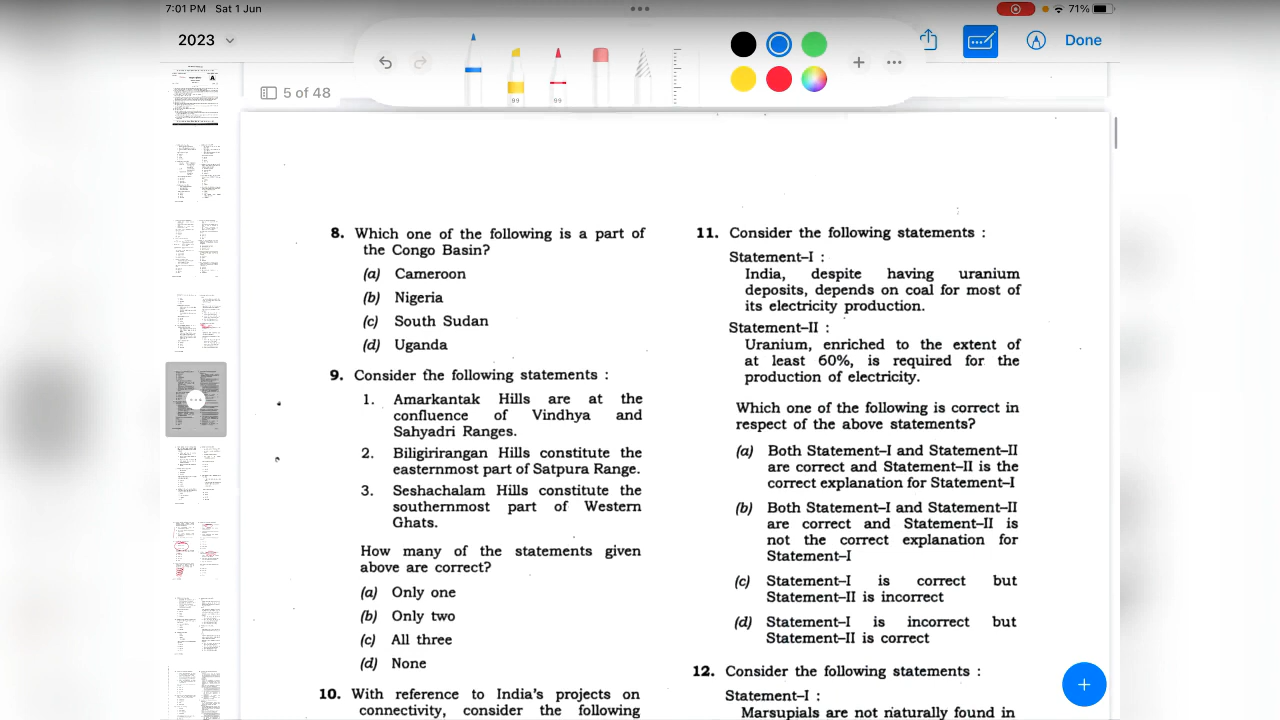 7:01 PM Sat 1 Jun
71%
2023
Done
99
99
5 of 48
8. Which one of the following is a part of the Congo Basin?
(a) Cameroon
Nigeria
South Sudan
(d) Uganda
9. Consider the following statements :
1. Amarkantak Hills are at the
confluence of Vindhya and
Sahyadri Ranges.
Biligirirangan Hills constitute the
easternmost part of Satpura Range.
Seshachalam Hills constitute the
southernmost part of Western
Ghats.
How many of the statements given
above are correct?
(a) Only one
Only two
All three
(d) None
10. With reference to India's projects on
connectivity, consider the following
11. Consider the following statements :
Statement–I :
India, despite having uranium
deposits, depends on coal for most of
its electricity production.
Statement–II :
Uranium, enriched to the extent of
at least 60%, is required for the
production of electricity.
Which one of the following is correct in
respect of the above statements?
(a) Both Statement–I and Statement–II
are correct and Statement–II is the
correct explanation for Statement–I
(b) Both Statement–I and Statement–II
are correct and Statement–II is
not the correct explanation for
Statement–I
(c) Statement–I is correct but
Statement–II is incorrect
(d) Statement–I is incorrect but
Statement–II is correct
12. Consider the following statements :
Statement–I :
Marsupials are not naturally found in